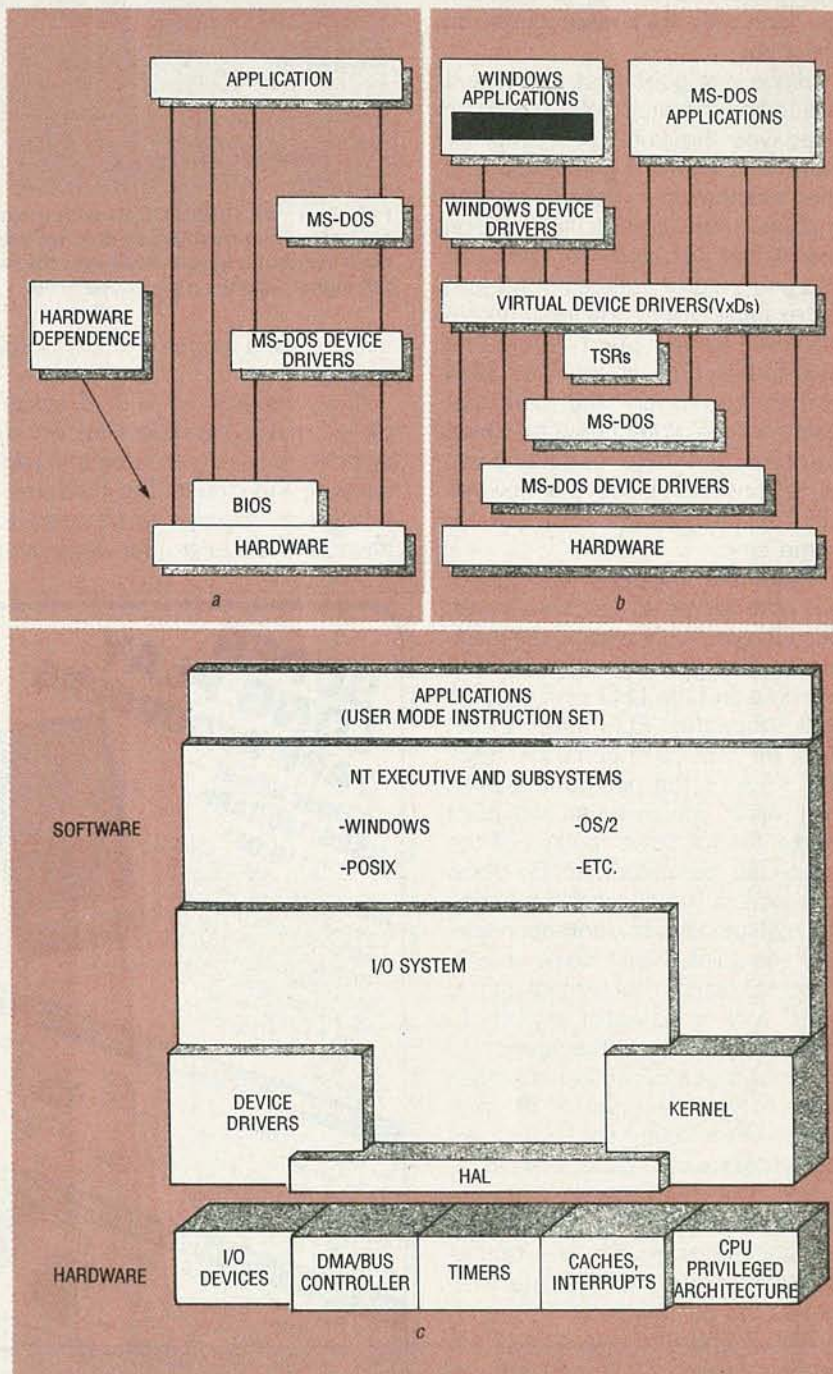 APPLICATION
MS-DOS
HARDWARE
DEPENDENCE
MS-DOS DEVICE
DRIVERS
BIOS
HARDWARE
a
WINDOWS
APPLICATIONS
MS-DOS
APPLICATIONS
WINDOWS DEVICE
DRIVERS
VIRTUAL DEVICE DRIVERS(VxDs)
TSRs
MS-DOS
MS-DOS DEVICE DRIVERS
HARDWARE
b
APPLICATIONS
(USER MODE INSTRUCTION SET)
NT EXECUTIVE AND SUBSYSTEMS
SOFTWARE
-WINDOWS -OS/2
-POSIX -ETC.
I/O SYSTEM
DEVICE
DRIVERS
KERNEL
HAL
HARDWARE
I/O
DEVICES
DMA/BUS
CONTROLLER
TIMERS
CACHES,
INTERRUPTS
CPU
PRIVILEGED
ARCHITECTURE
c